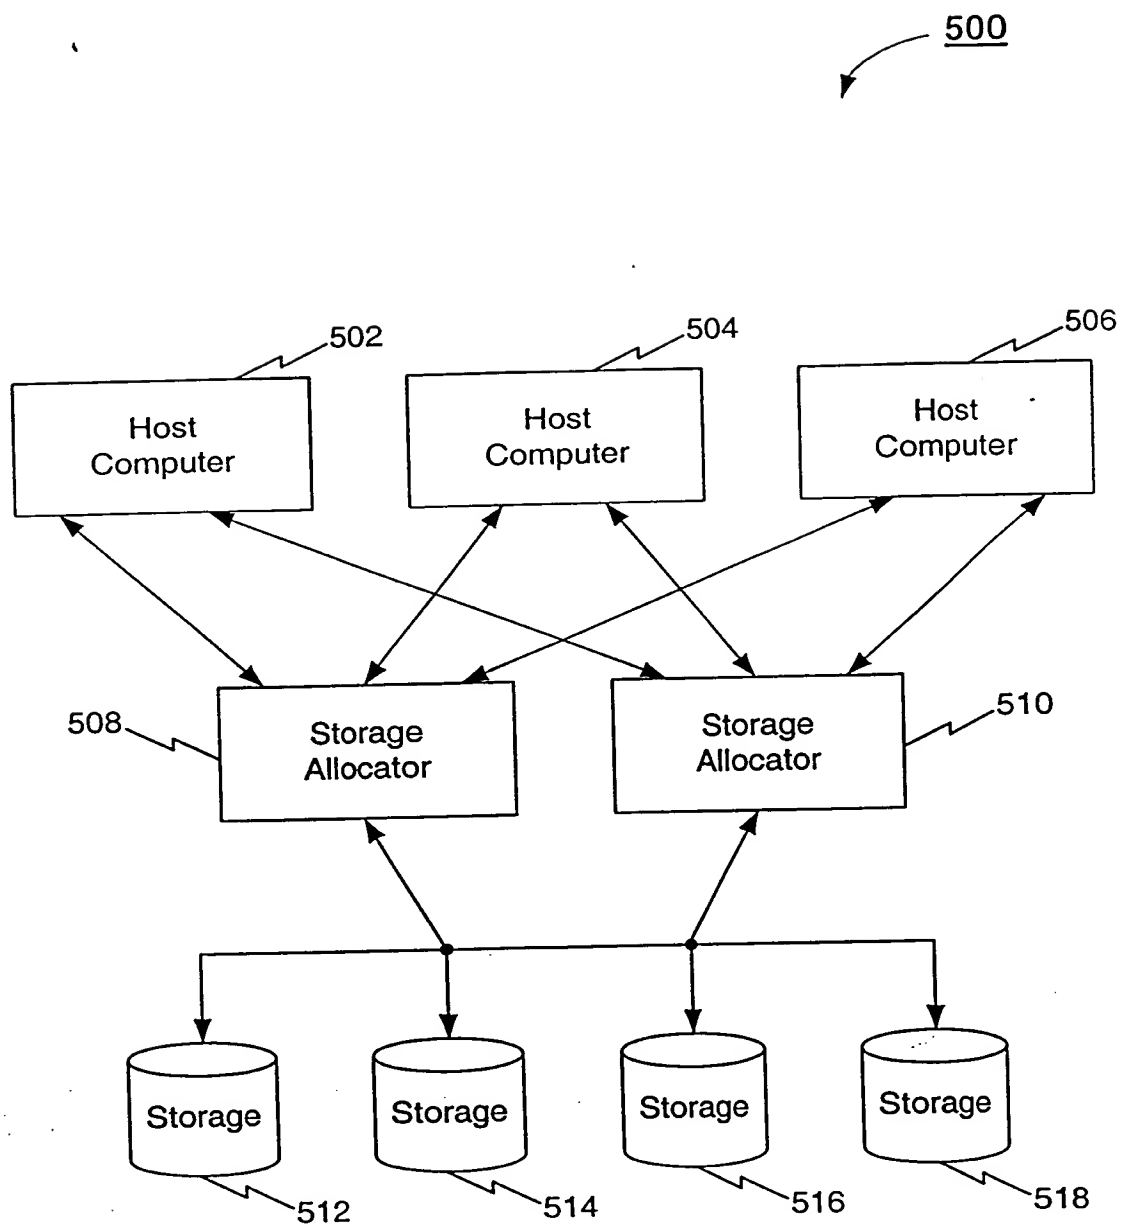 500
502
504
506
Host
Computer
Host
Computer
Host
Computer
508
Storage
Allocator
Storage
Allocator
510
Storage
Storage
Storage
Storage
512
514
516
518